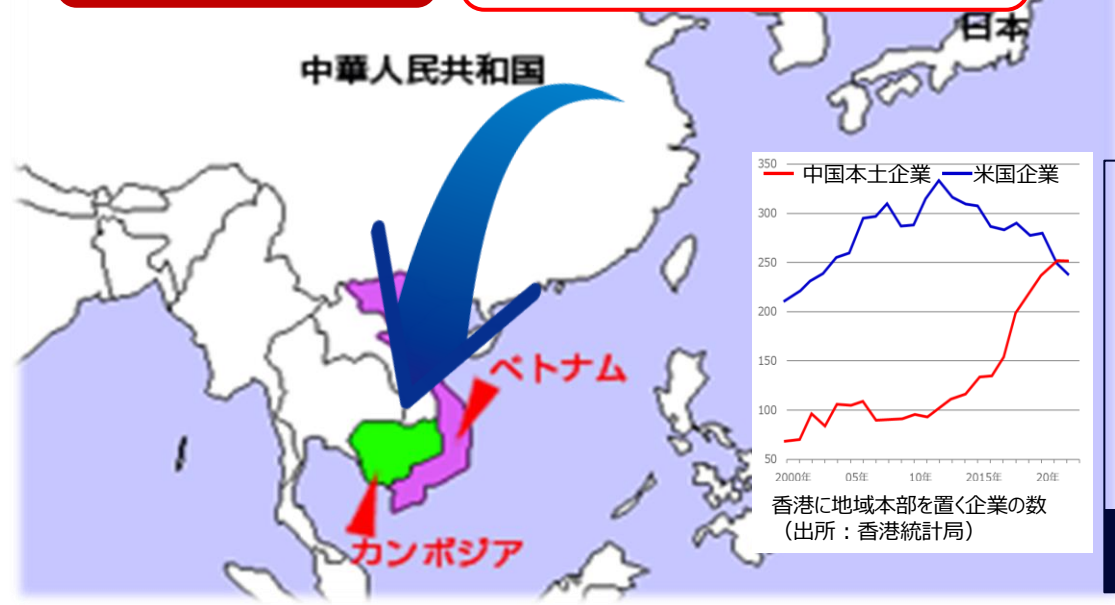 中華人民共和国
日本
ベトナム
カンボジア
中国本土企業 米国企業
350
300
250
200
150
100
50
2000年 05年 10年 2015年 20年
香港に地域本部を置く企業の数
（出所：香港統計局）